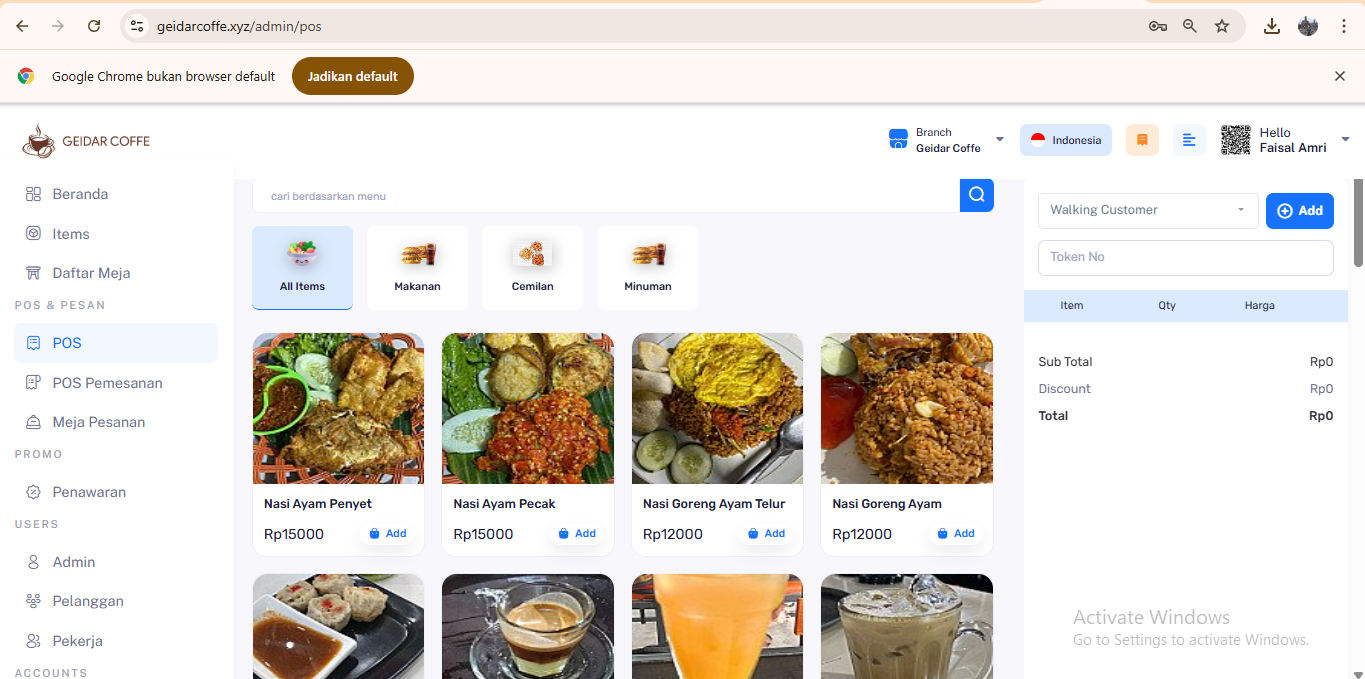 geidarcoffe.xyz/admin/pos
Google Chrome bukan browser default
Jadikan default
GEIDAR COFFE
Branch
Geidar Coffe
Indonesia
Hello
Faisal Amri
Beranda
Items
Daftar Meja
POS & PESAN
POS
POS Pemesanan
Meja Pesanan
PROMO
Penawaran
USERS
Admin
Pelanggan
Pekerja
ACCOUNTS
cari berdasarkan menu
All Items
Makanan
Cemilan
Minuman
Nasi Ayam Penyet
Rp15000
Add
Nasi Ayam Pecak
Rp15000
Add
Nasi Goreng Ayam Telur
Rp12000
Add
Nasi Goreng Ayam
Rp12000
Add
Walking Customer
Add
Token No
Item Qty Harga
Sub Total Rp0
Discount Rp0
Total Rp0
Activate Windows
Go to Settings to activate Windows.